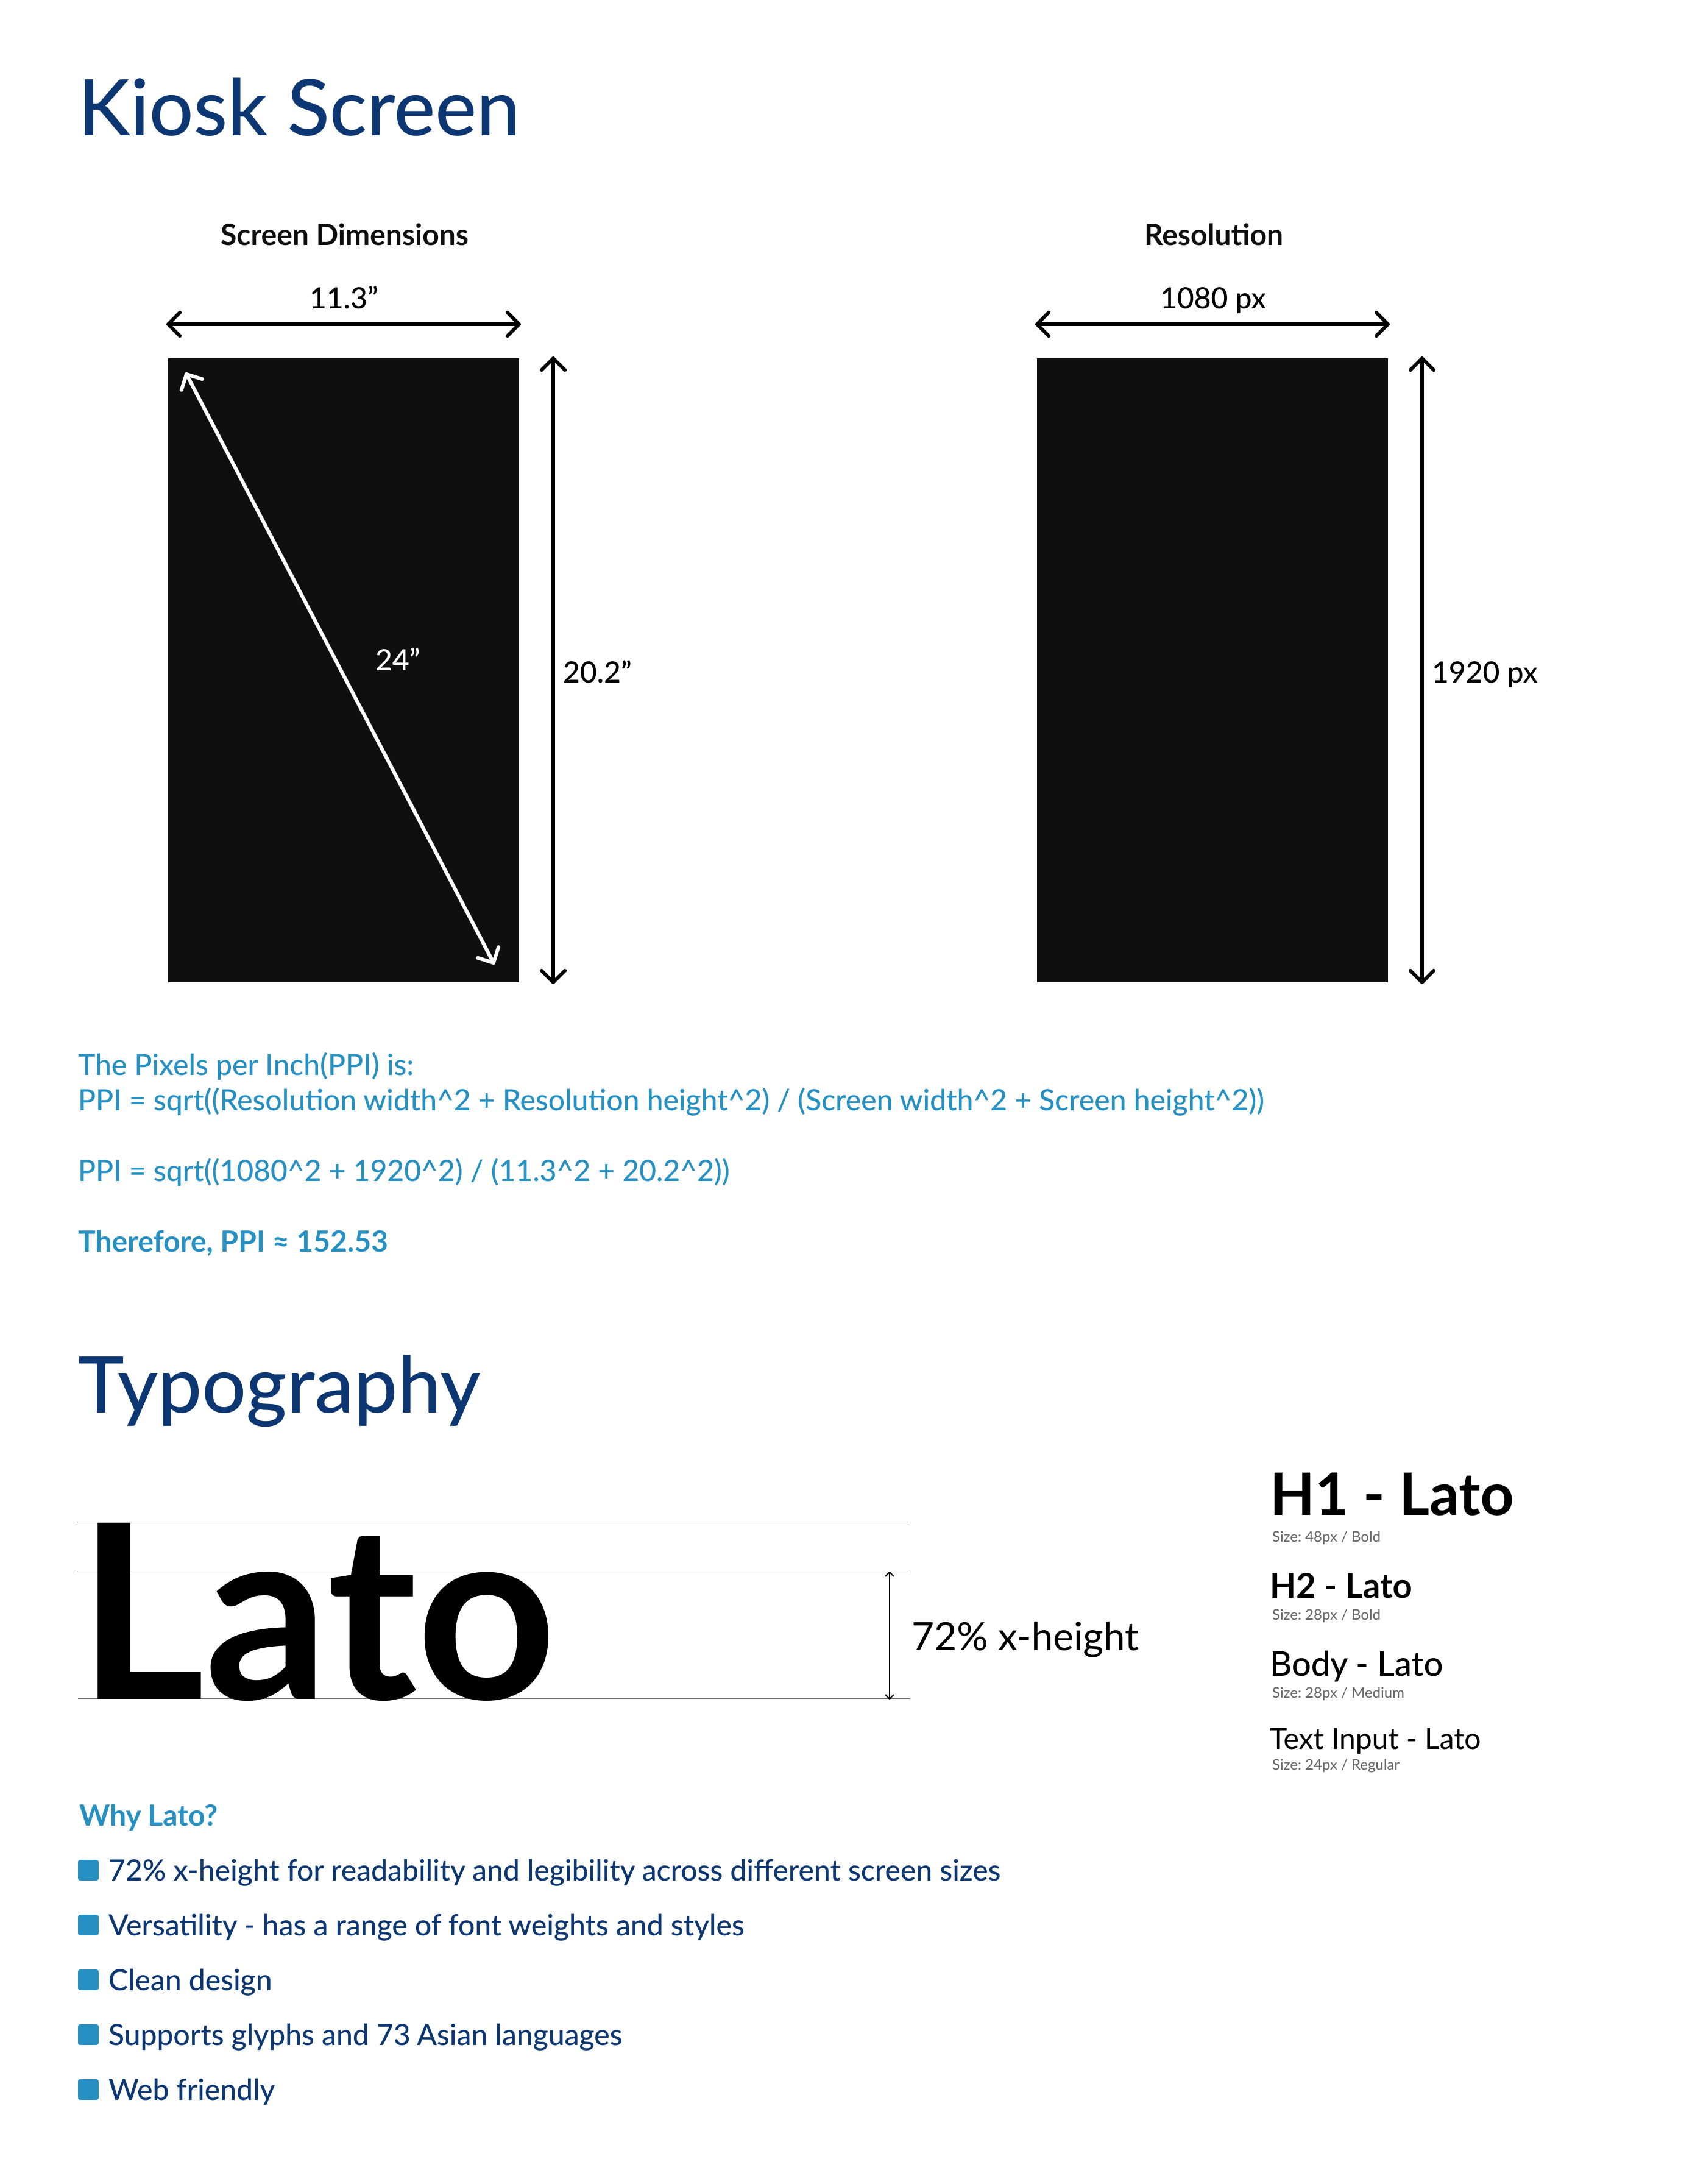 Kiosk Screen
Screen Dimensions
11.3”
24”
20.2”
Resolution
1080 px
1920 px
The Pixels per Inch(PPI) is:
PPI = sqrt((Resolution width^2 + Resolution height^2) / (Screen width^2 + Screen height^2))
PPI = sqrt((1080^2 + 1920^2) / (11.3^2 + 20.2^2))
Therefore, PPI ≈ 152.53
Typography
Lato
72% x-height
H1 - Lato
Size: 48px / Bold
H2 - Lato
Size: 28px / Bold
Body - Lato
Size: 28px / Medium
Text Input - Lato
Size: 24px / Regular
Why Lato?
72% x-height for readability and legibility across different screen sizes
Versatility - has a range of font weights and styles
Clean design
Supports glyphs and 73 Asian languages
Web friendly